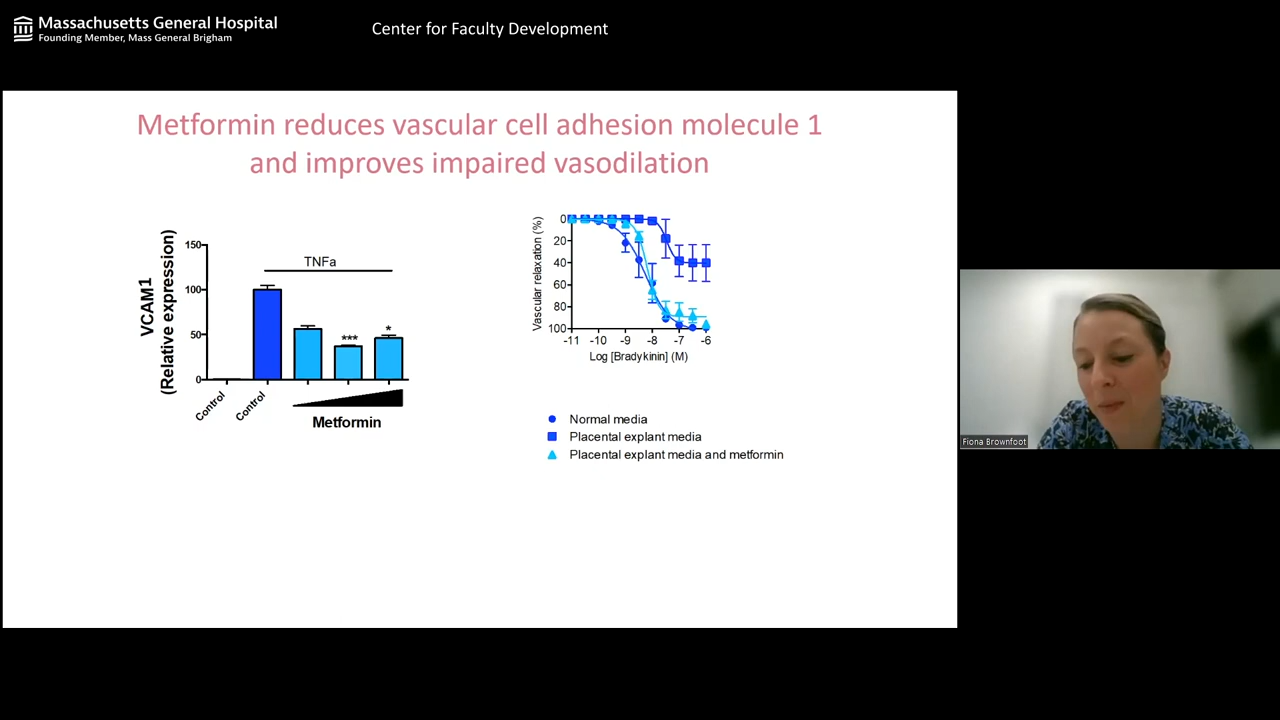 Massachusetts General Hospital
Founding Member, Mass General Brigham
Center for Faculty Development
Metformin reduces vascular cell adhesion molecule 1
and improves impaired vasodilation
VCAM1
(Relative expression)
150
100
50
0
TNFa
***
*
Control
Control
Metformin
Vascular relaxation (%)
0
20
40
60
80
100
-11 -10 -9 -8 -7 -6
Log [Bradykinin] (M)
Normal media
Placental explant media
Placental explant media and metformin
Fiona Brownfoot